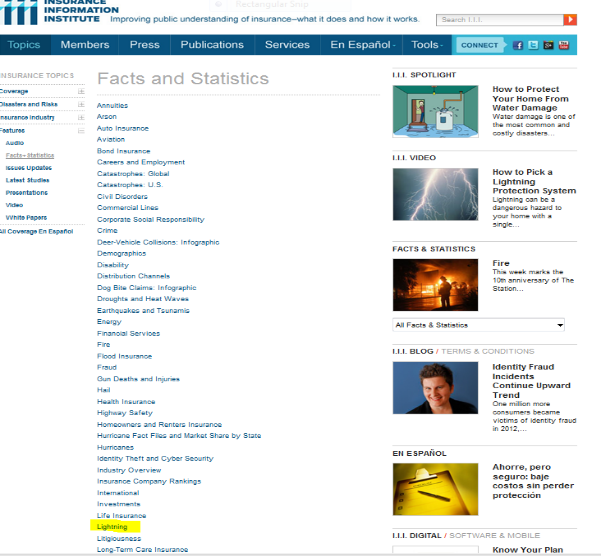 INSURANCE
INFORMATION
INSTITUTE
Improving public understanding of insurance–what it does and how it works.
Rectangular Snip
Search I.I.I.
Topics
Members
Press
Publications
Services
En Español
Tools
CONNECT
INSURANCE TOPICS
Coverage
Disasters and Risks
Insurance Industry
Features
Audio
Facts+Statistics
Issues Updates
Latest Studies
Presentations
Video
White Papers
All Coverage En Español
Facts and Statistics
Annuities
Arson
Auto Insurance
Aviation
Bond Insurance
Careers and Employment
Catastrophes: Global
Catastrophes: U.S.
Civil Disorders
Commercial Lines
Corporate Social Responsibility
Crime
Deer-Vehicle Collisions: Infographic
Demographics
Disability
Distribution Channels
Dog Bite Claims: Infographic
Droughts and Heat Waves
Earthquakes and Tsunamis
Energy
Financial Services
Fire
Flood Insurance
Fraud
Gun Deaths and Injuries
Hail
Health Insurance
Highway Safety
Homeowners and Renters Insurance
Hurricane Fact Files and Market Share by State
Hurricanes
Identity Theft and Cyber Security
Industry Overview
Insurance Company Rankings
International
Investments
Life Insurance
Lightning
Litigiousness
Long-Term Care Insurance
I.I.I. SPOTLIGHT
How to Protect
Your Home From
Water Damage
Water damage is one of
the most common and
costly disasters...
I.I.I. VIDEO
How to Pick a
Lightning
Protection System
Lightning can be a
dangerous hazard to
your home with a
single...
FACTS & STATISTICS
Fire
This week marks the
10th anniversary of The
Station...
All Facts & Statistics
I.I.I. BLOG / TERMS & CONDITIONS
Identity Fraud
Incidents
Continue Upward
Trend
One million more
consumers became
victims of identity fraud
in 2012,...
EN ESPAÑOL
Ahorre, pero
seguro: baje
costos sin perder
protección
I.I.I. DIGITAL / SOFTWARE & MOBILE
Know Your Plan